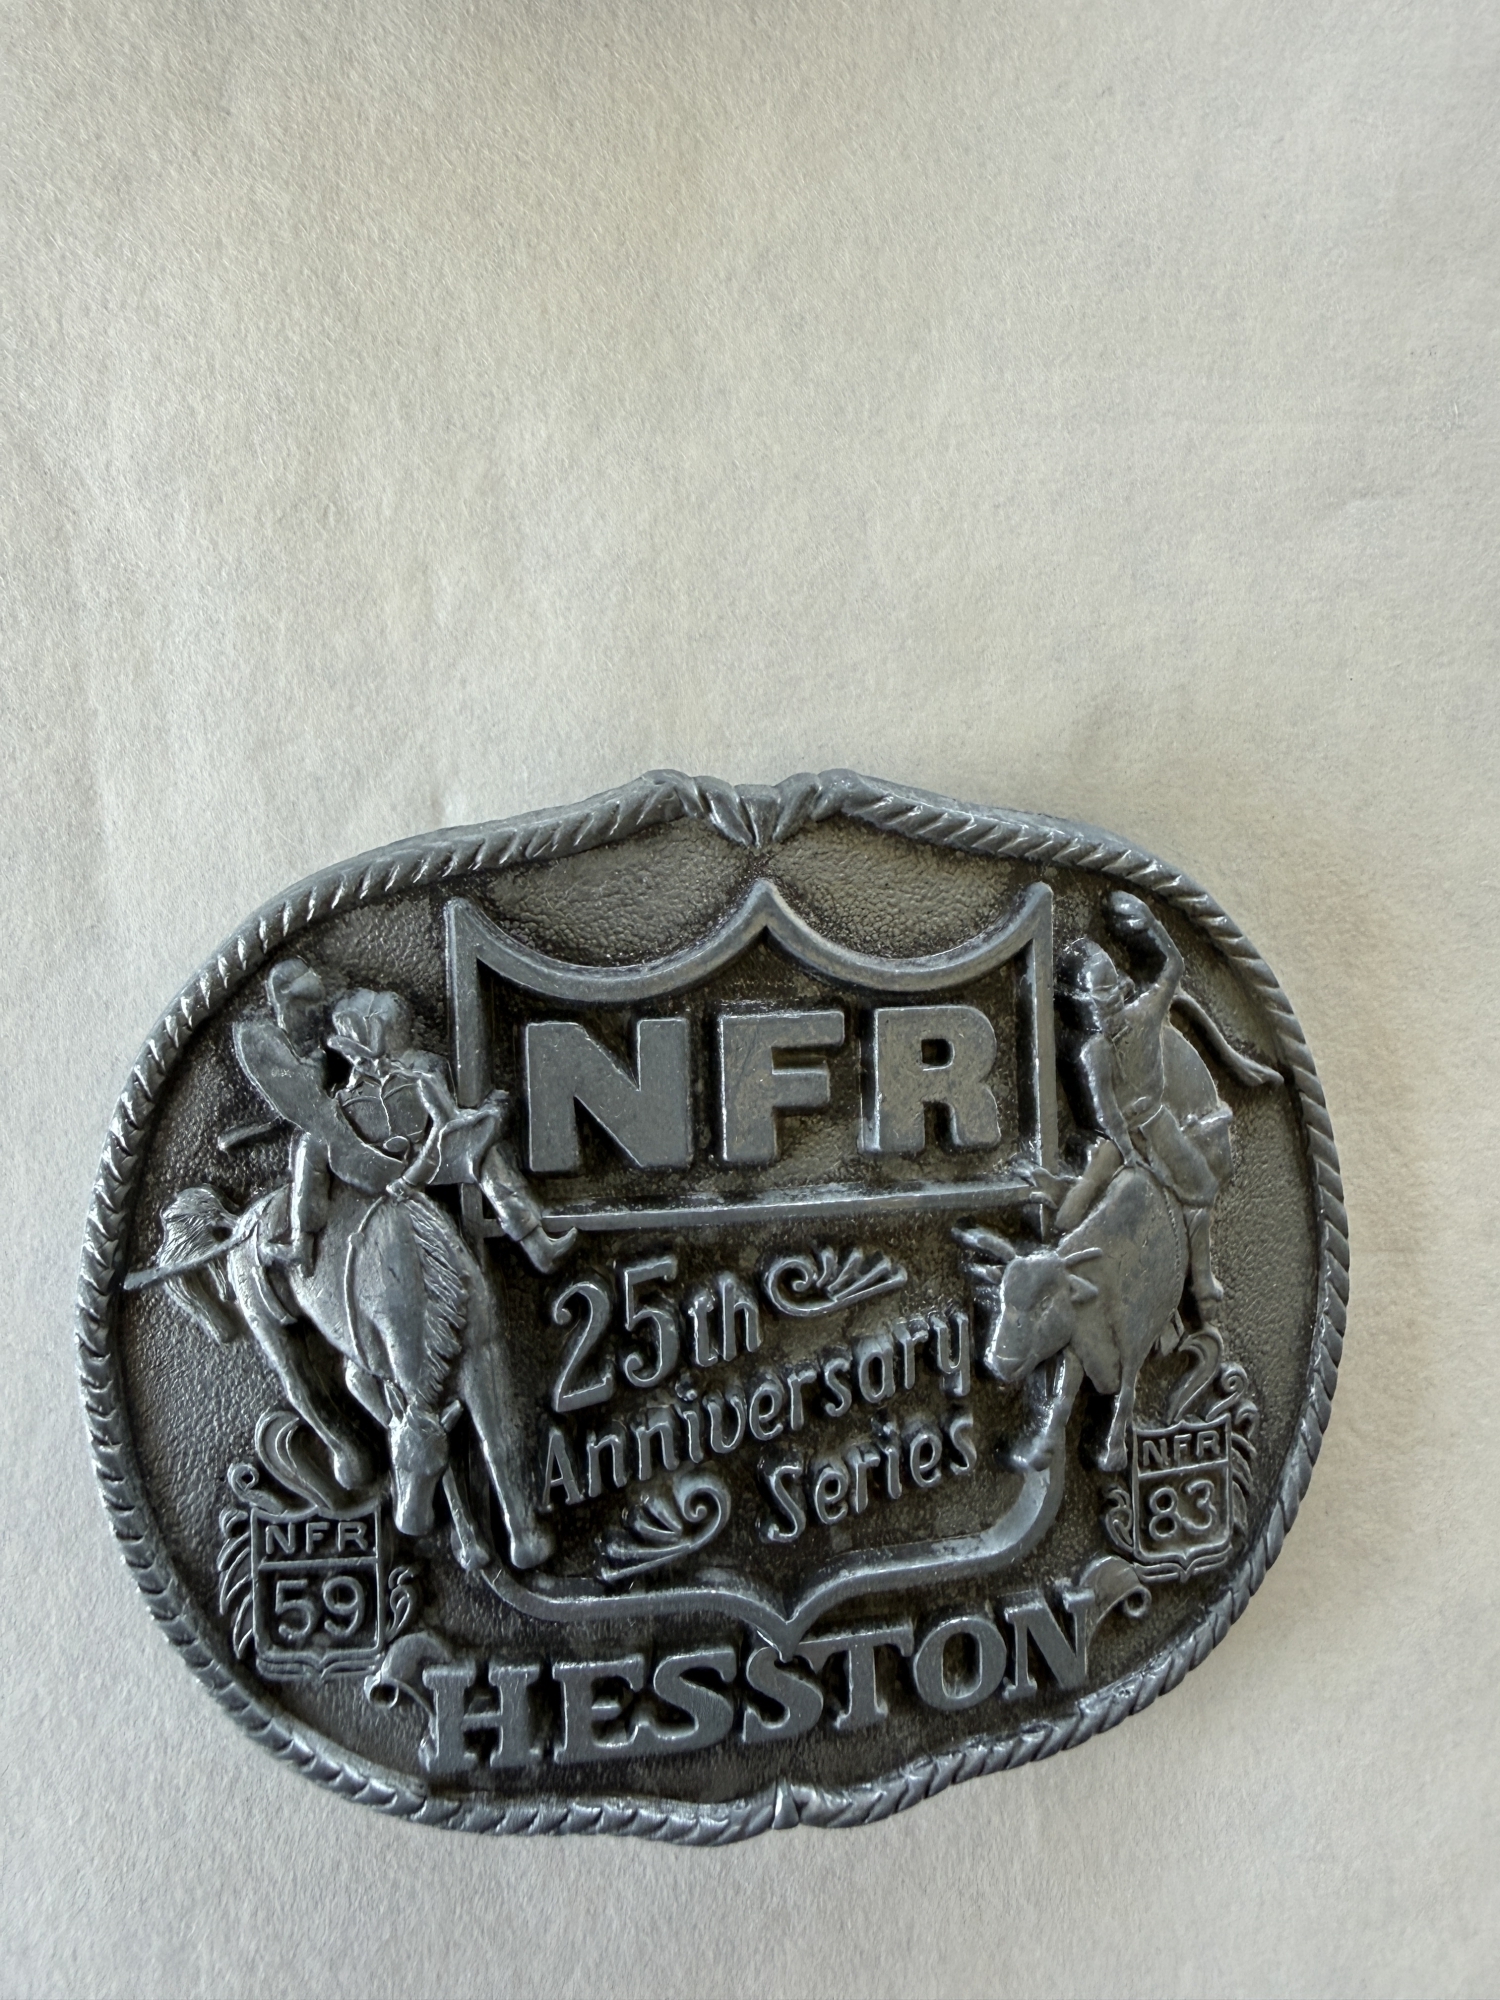 NFR
25th
Anniversary
Series
NFR
59
NFR
83
HESSTON